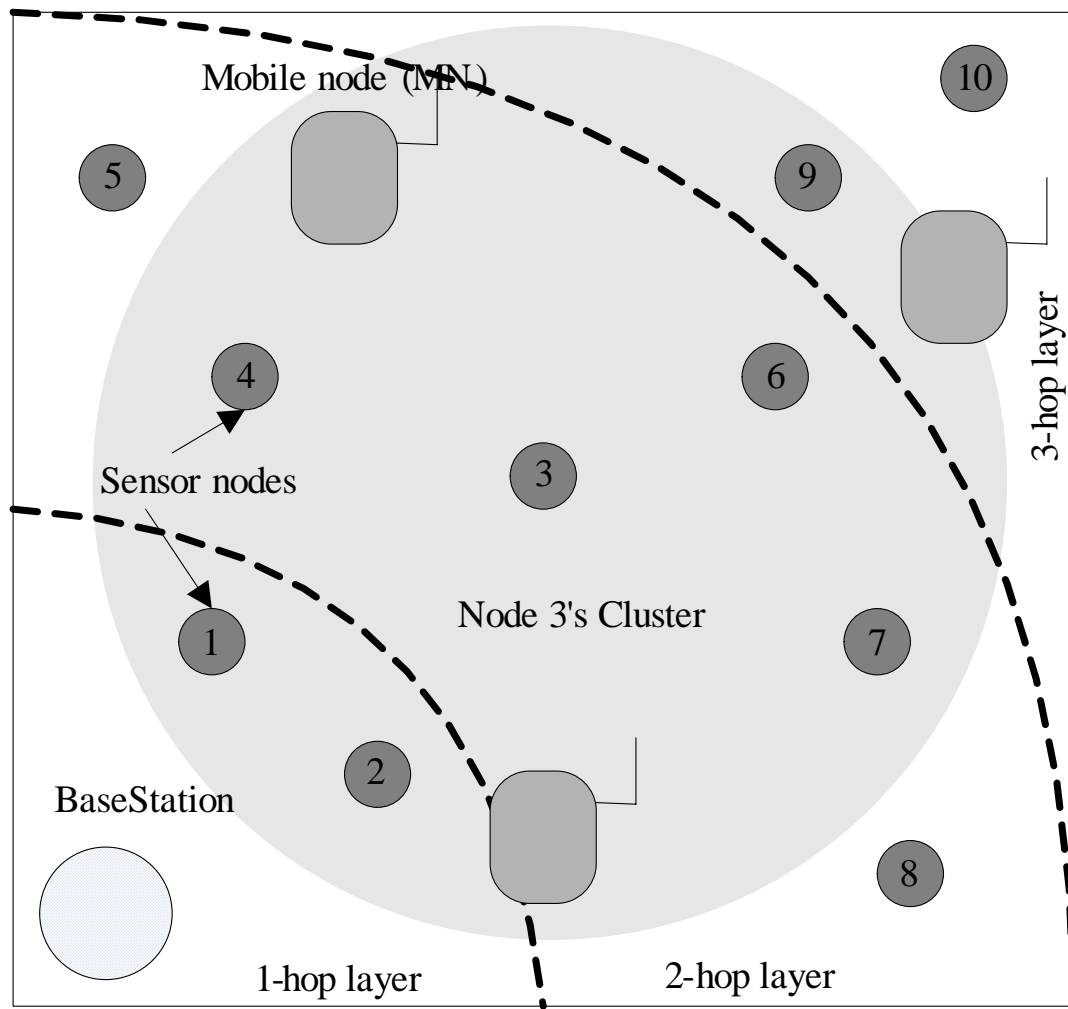 Mobile node (MN)
10
5
9
3-hop layer
4
6
3
Sensor nodes
Node 3's Cluster
1
7
2
BaseStation
8
1-hop layer
2-hop layer